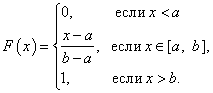 0, если x < a
F(x) = { (x − a)/(b − a), если x ∈ [a, b],
1, если x > b.